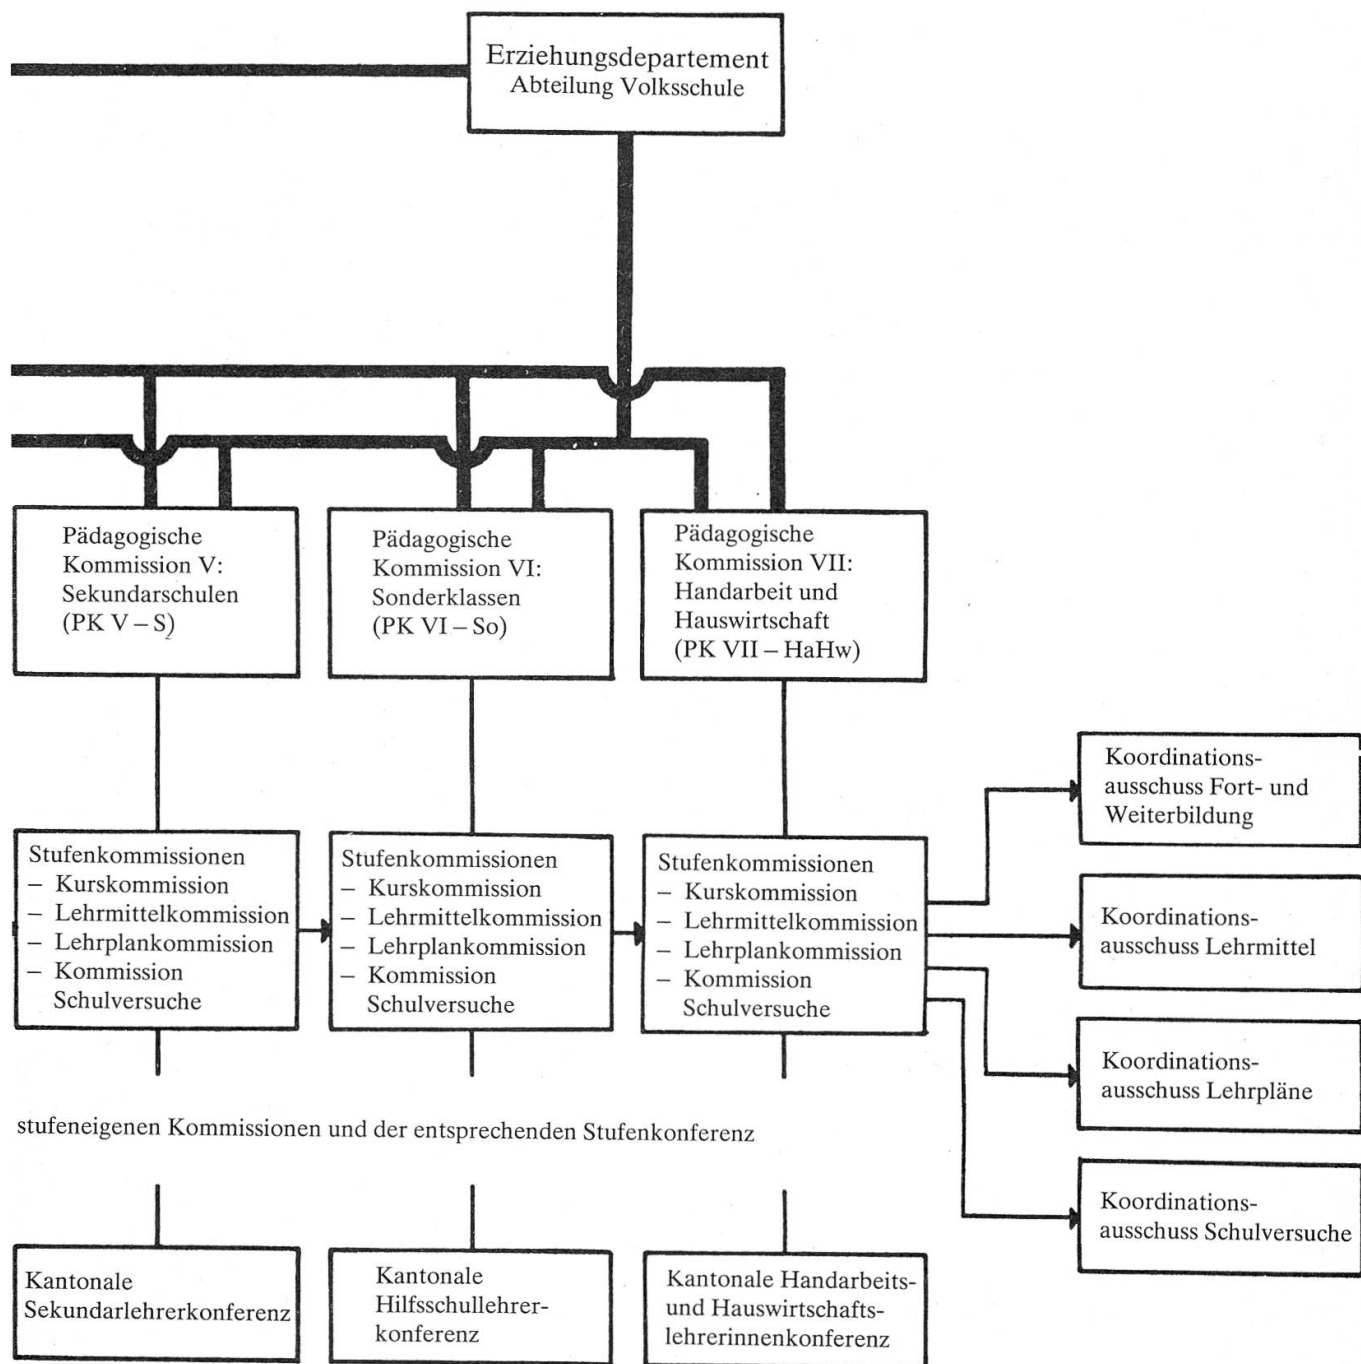 Erziehungsdepartement
Abteilung Volksschule
Pädagogische
Kommission V:
Sekundarschulen
(PK V – S)
Pädagogische
Kommission VI:
Sonderklassen
(PK VI – So)
Pädagogische
Kommission VII:
Handarbeit und
Hauswirtschaft
(PK VII – HaHw)
Stufenkommissionen
– Kurskommission
– Lehrmittelkommission
– Lehrplankommission
– Kommission
Schulversuche
Stufenkommissionen
– Kurskommission
– Lehrmittelkommission
– Lehrplankommission
– Kommission
Schulversuche
Stufenkommissionen
– Kurskommission
– Lehrmittelkommission
– Lehrplankommission
– Kommission
Schulversuche
Koordinations-
ausschuss Fort- und
Weiterbildung
Koordinations-
ausschuss Lehrmittel
Koordinations-
ausschuss Lehrpläne
Koordinations-
ausschuss Schulversuche
stufeneigenen Kommissionen und der entsprechenden Stufenkonferenz
Kantonale
Sekundarlehrerkonferenz
Kantonale
Hilfsschullehrer-
konferenz
Kantonale Handarbeits-
und Hauswirtschafts-
lehrerinnenkonferenz